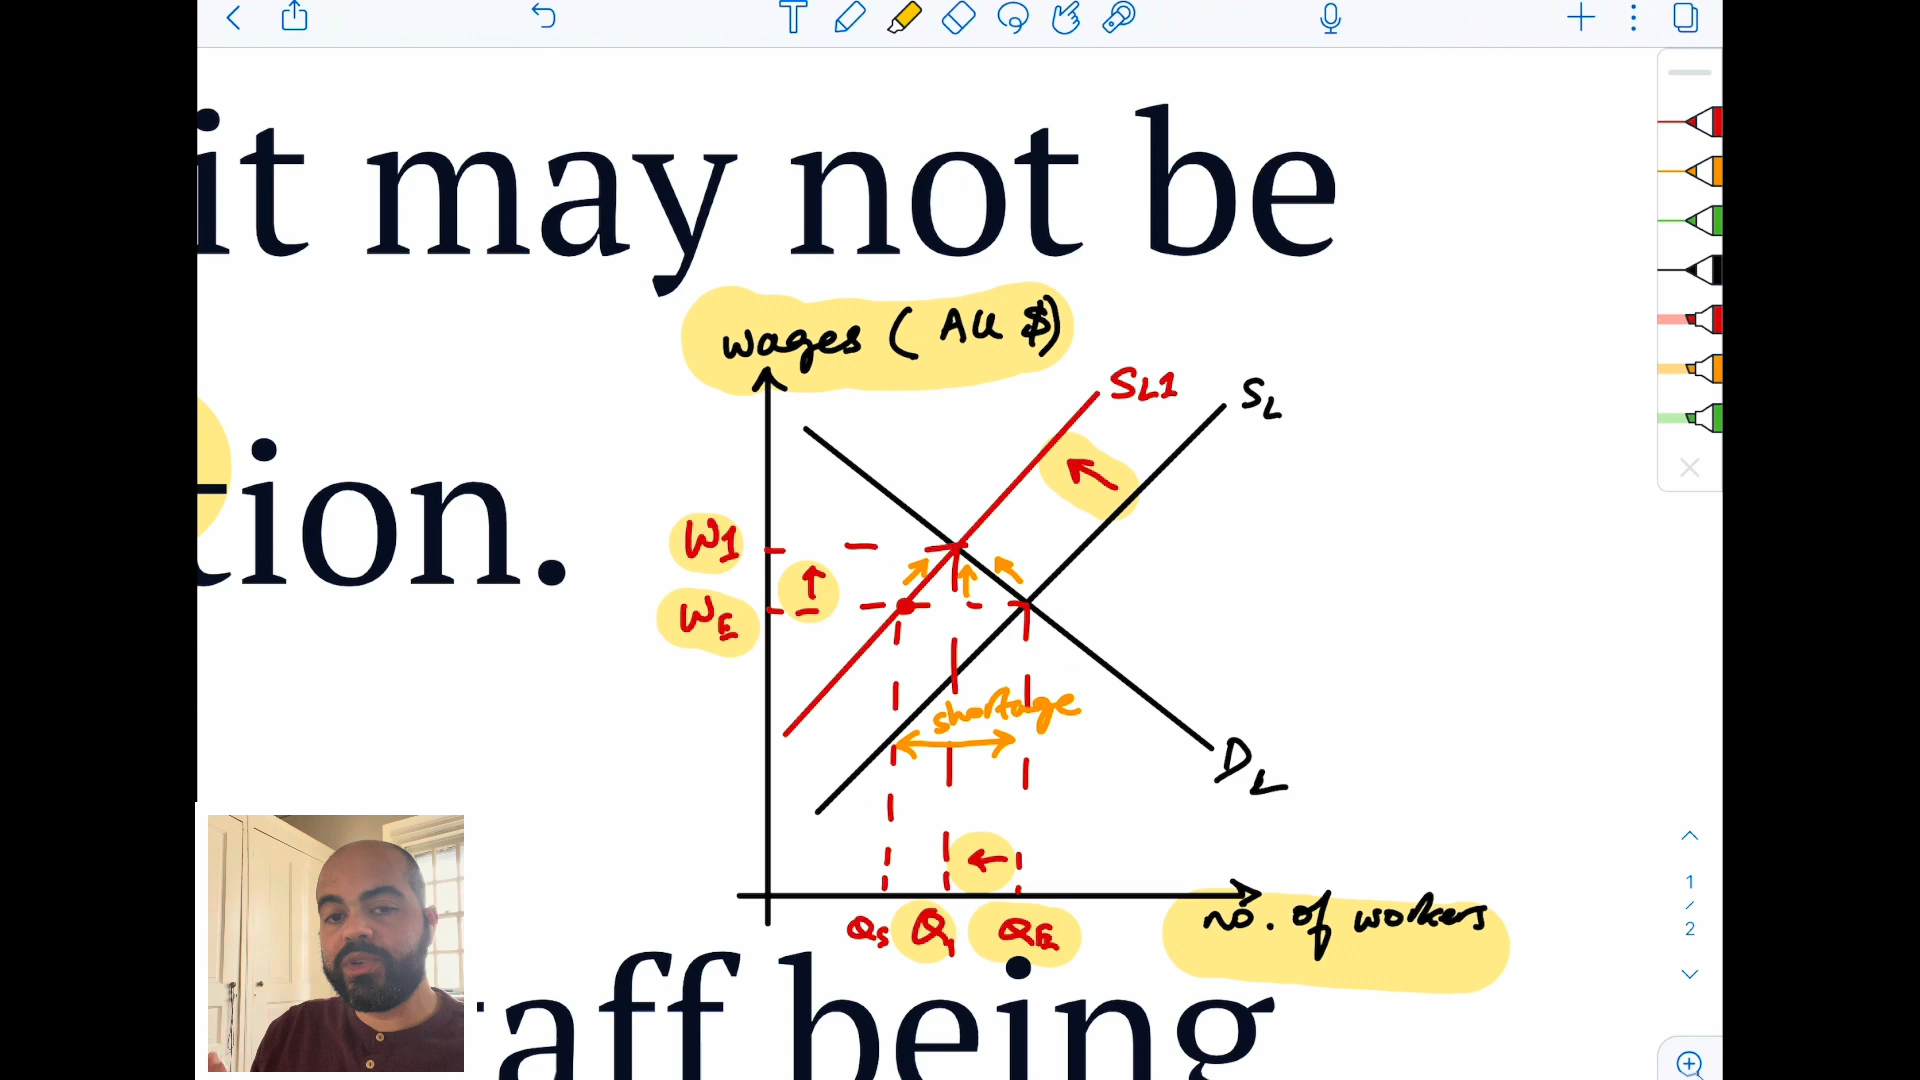 it may not be
wages ( AU $)
SL1
SL
W1
tion.
WE
shortage
DL
1
/
2
QS Q1 QE no. of workers
taff being
T